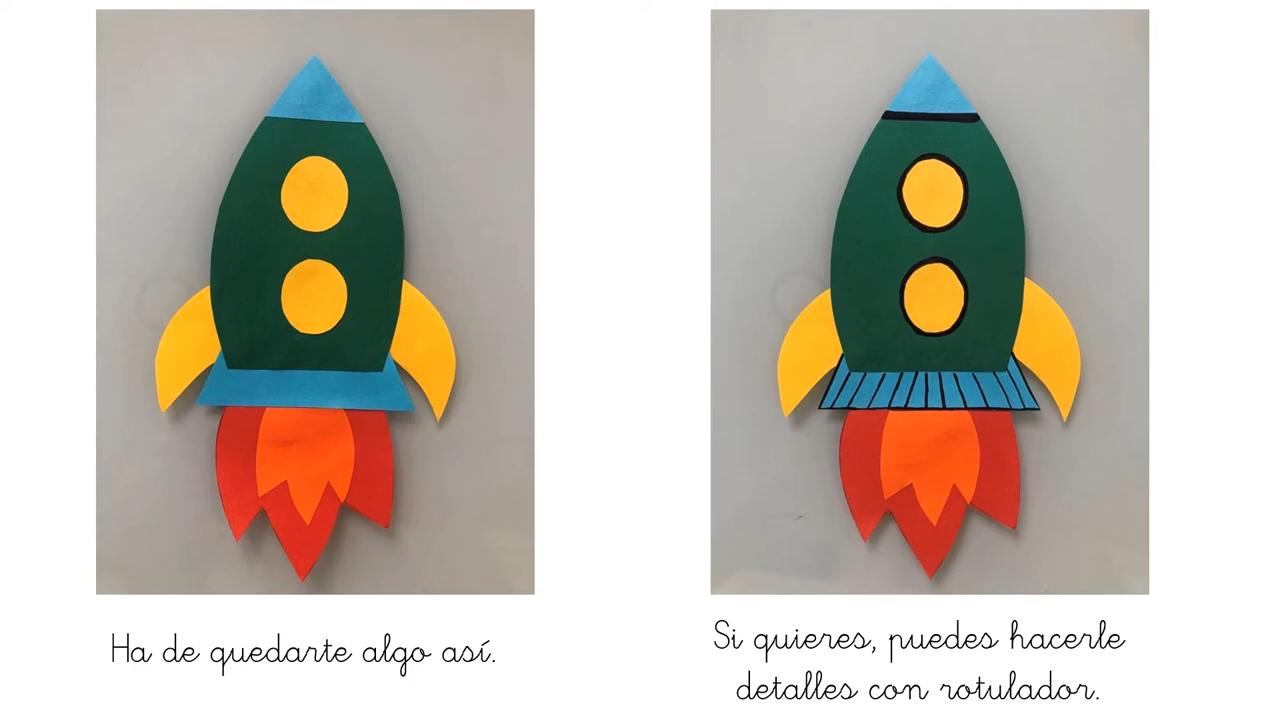 Ha de quedarte algo así.
Si quieres, puedes hacerle
detalles con rotulador.